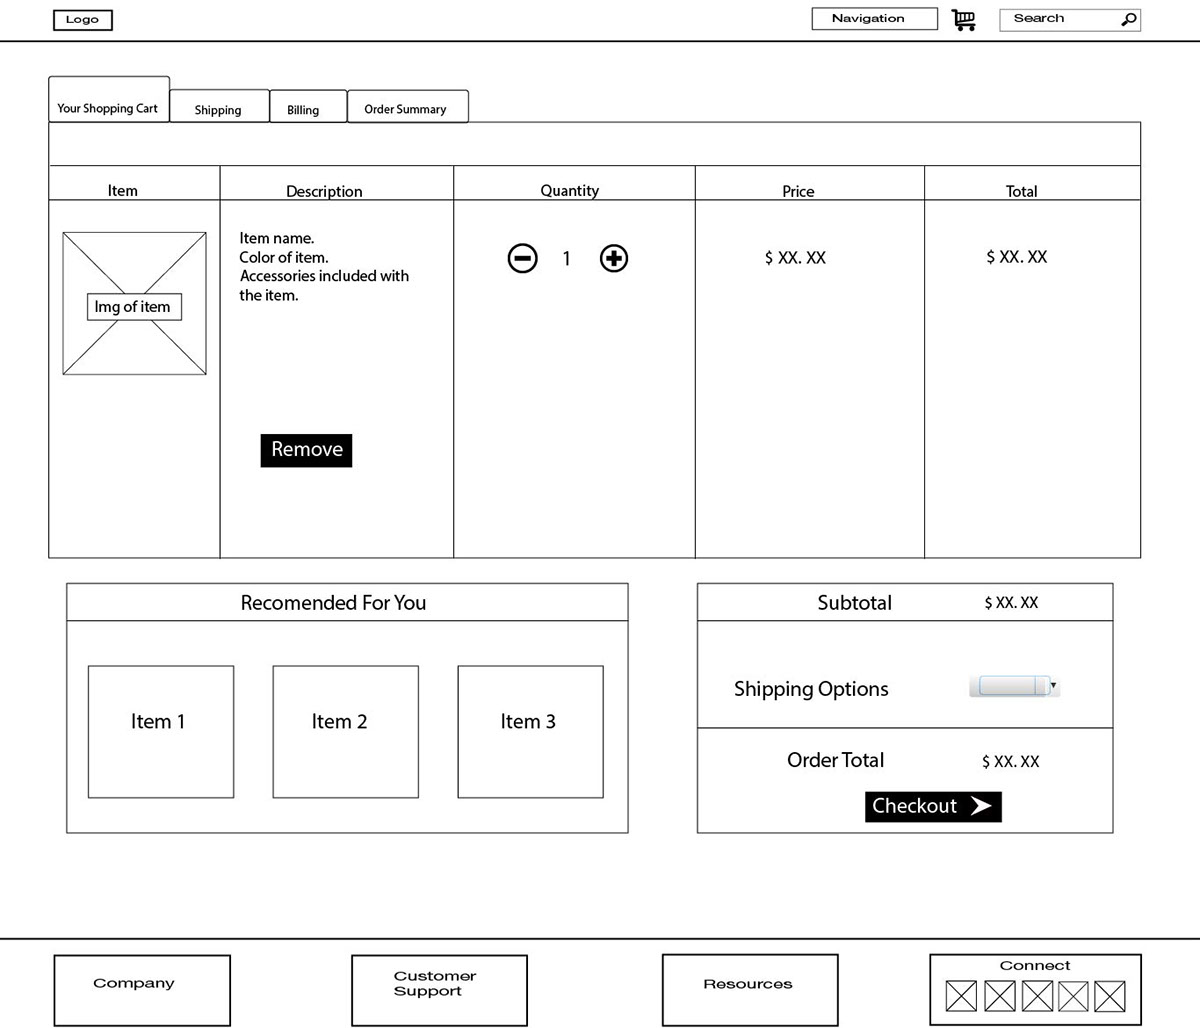 Logo
Navigation
Search
Your Shopping Cart
Shipping
Billing
Order Summary
Item
Description
Quantity
Price
Total
Img of item
Item name.
Color of item.
Accessories included with
the item.
1
$ XX. XX
$ XX. XX
Remove
Recomended For You
Item 1
Item 2
Item 3
Subtotal
$ XX. XX
Shipping Options
Order Total
$ XX. XX
Checkout
Company
Customer
Support
Resources
Connect